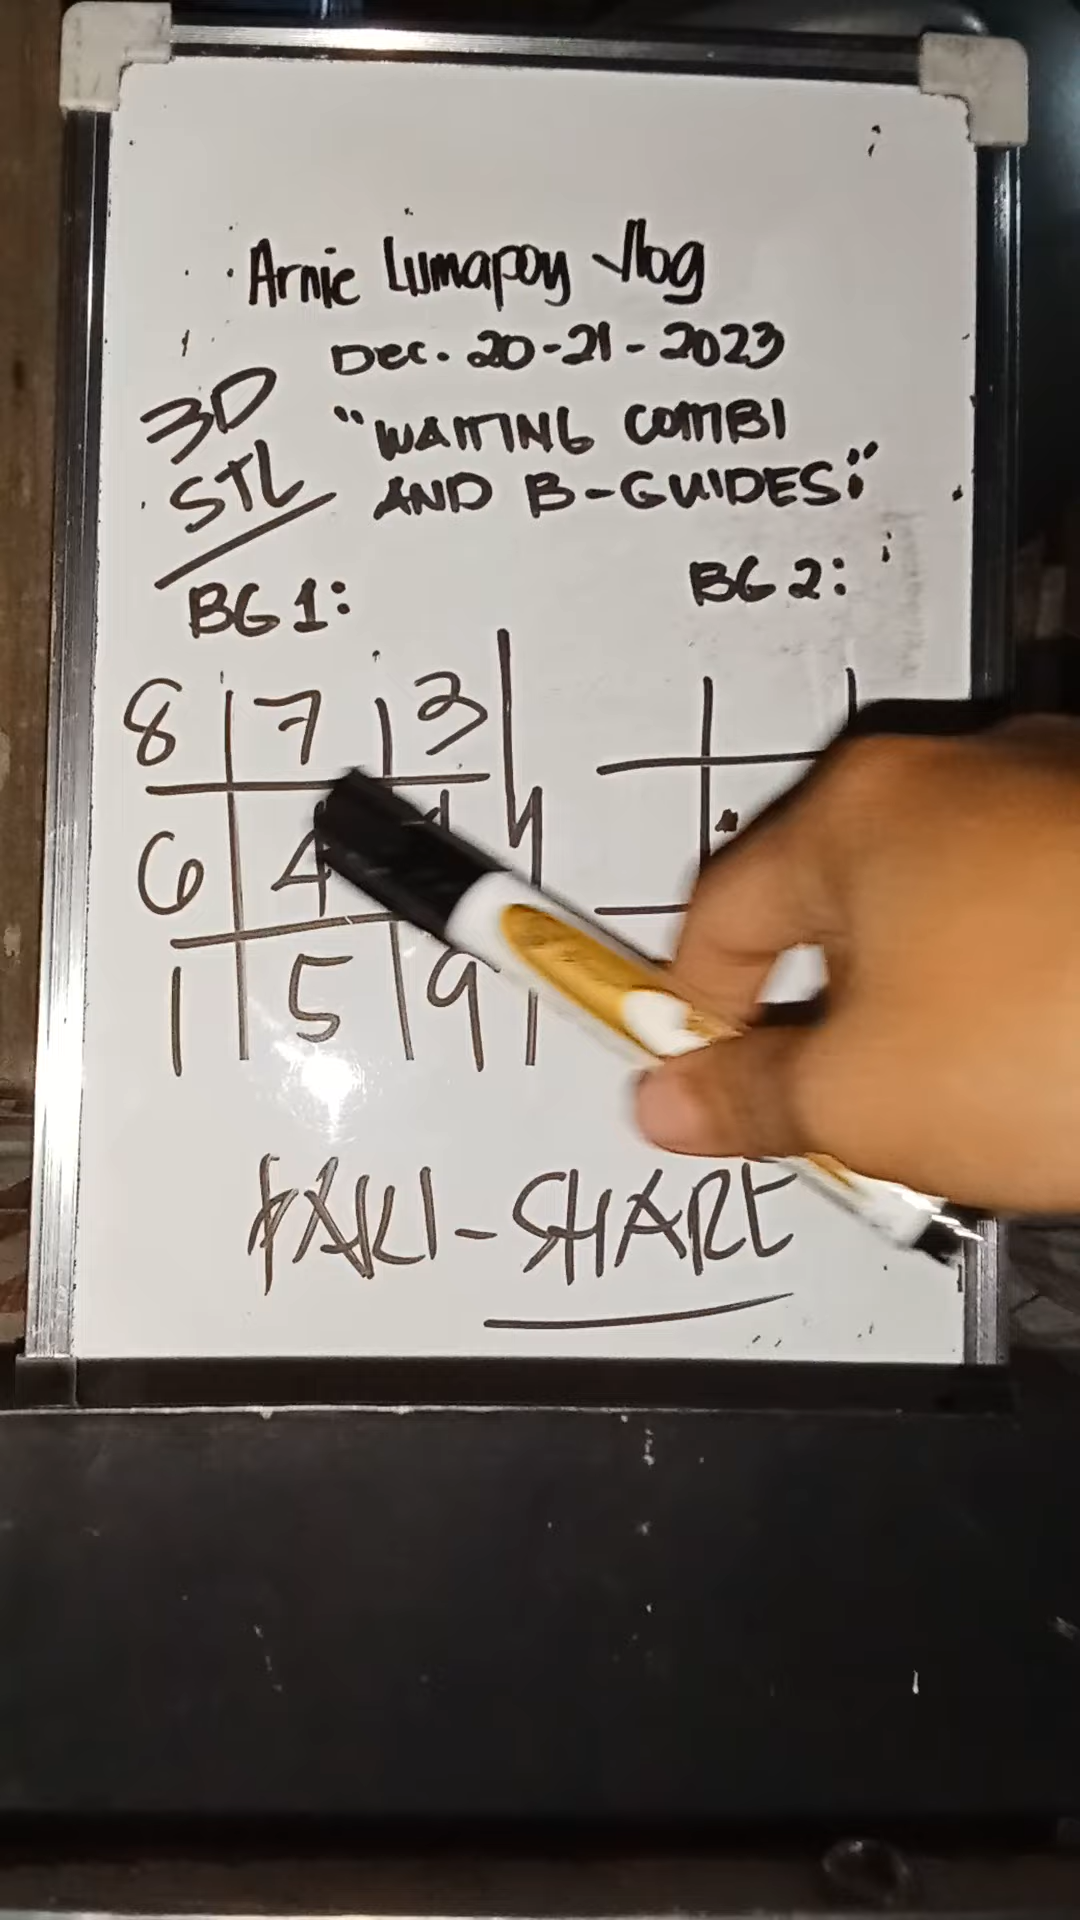 Arnie Lumapoy Vlog
Dec. 20-21-2023
3D
STL
"WAITING COMBI
AND B-GUIDES:"
BG 1:
BG 2:
8 7 3
6 4
1 5 9
PAKI-SHARE